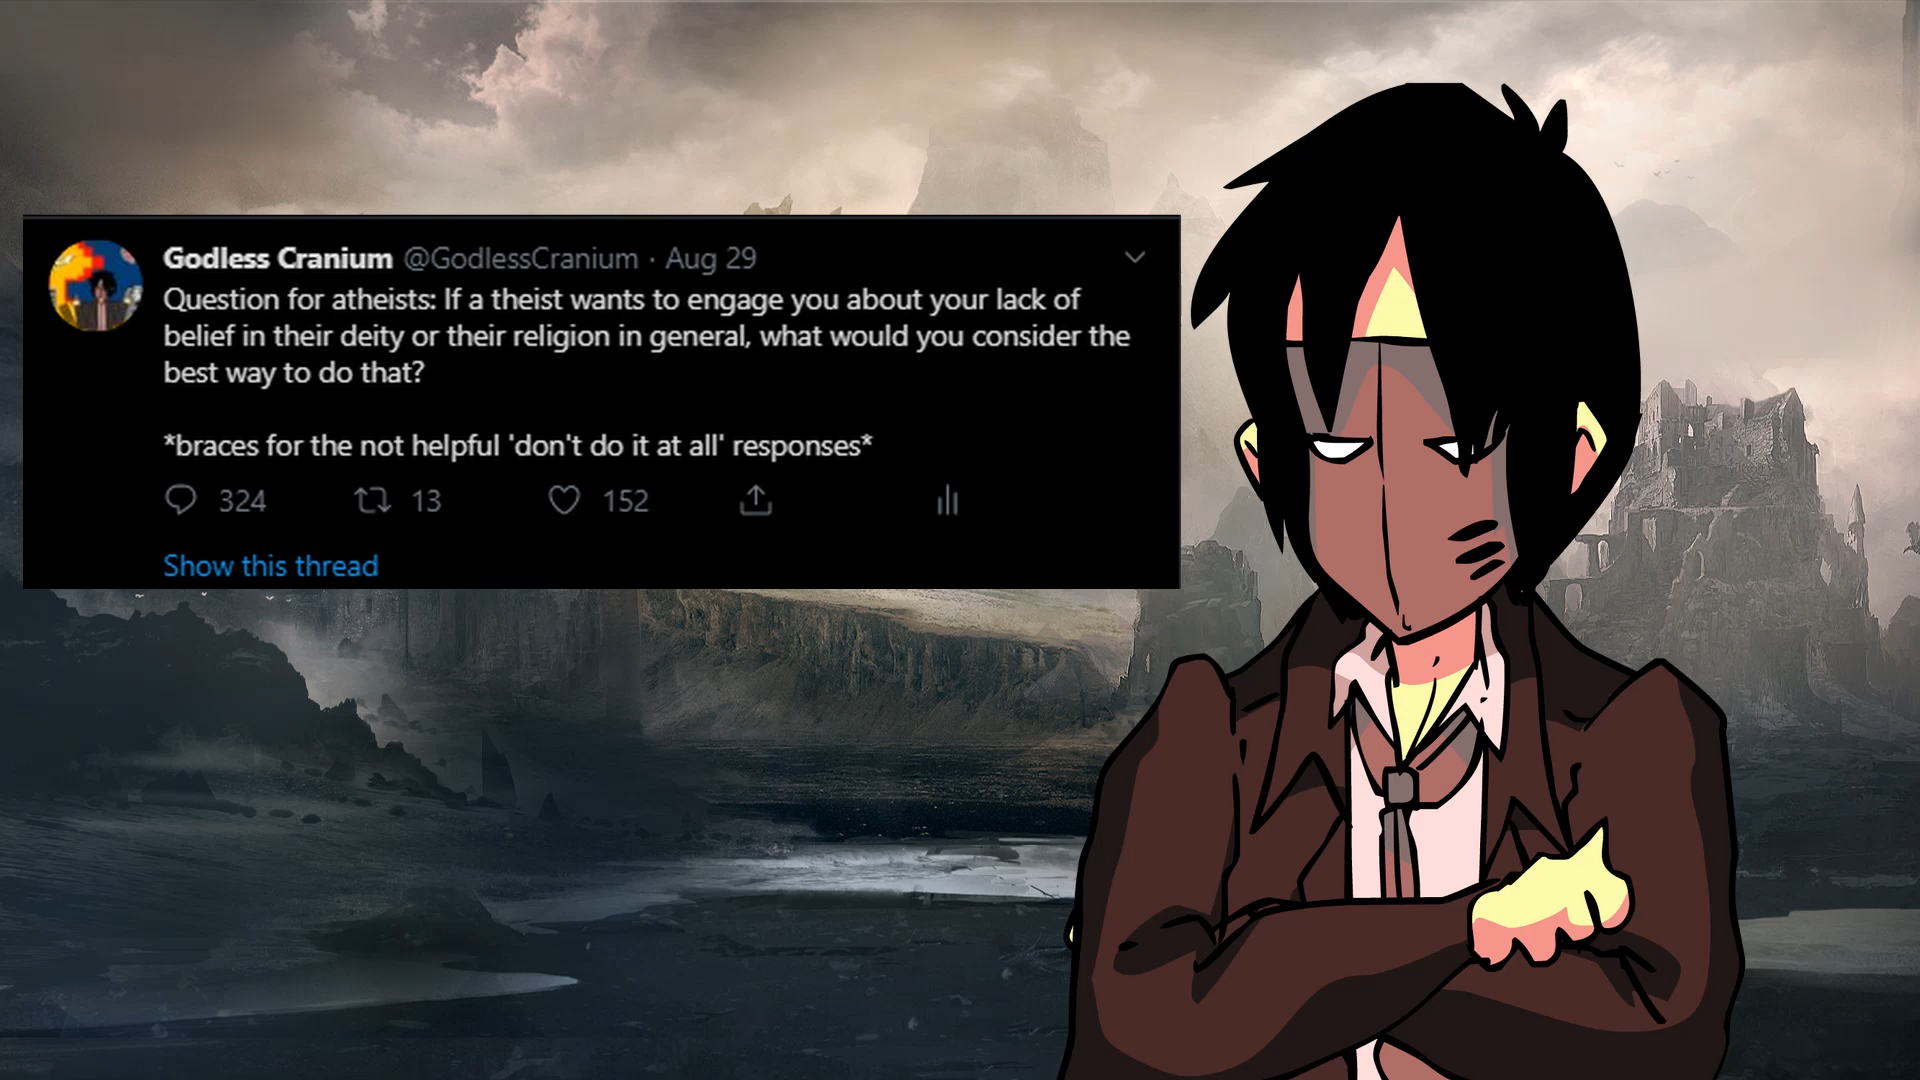 Godless Cranium @GodlessCranium · Aug 29
Question for atheists: If a theist wants to engage you about your lack of
belief in their deity or their religion in general, what would you consider the
best way to do that?
*braces for the not helpful 'don't do it at all' responses*
324 13 152
Show this thread